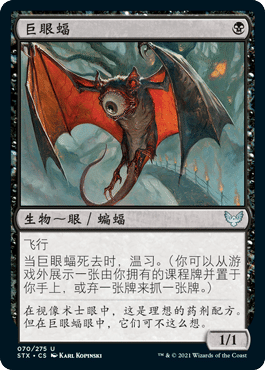 巨眼蝠
生物～眼 / 蝙蝠
飞行
当巨眼蝠死去时，温习。（你可以从游
戏外展示一张由你拥有的课程牌并置于
你手上，或弃一张牌来抓一张牌。）
在视像术士眼中，这是理想的药剂配方。
但在巨眼蝠眼中，它们可不这么想。
1/1
070/275 U
STX • CS KARL KOPINSKI
™ & © 2021 Wizards of the Coast